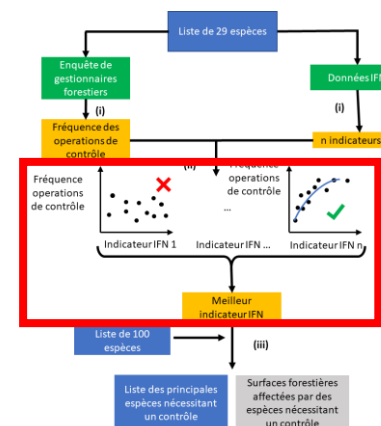 Liste de 29 espèces
Enquête de
gestionnaires
forestiers
Données IFN
(i)
(i)
Fréquence des
operations de
contrôle
n indicateurs
(ii)
Fréquence
operations
de contrôle
...
Fréquence
operations
de contrôle
Indicateur IFN 1
Indicateur IFN ...
Indicateur IFN n
Meilleur
indicateur IFN
Liste de 100
espèces
(iii)
Liste des principales
espèces nécessitant
un contrôle
Surfaces forestières
affectées par des
espèces nécessitant
un contrôle